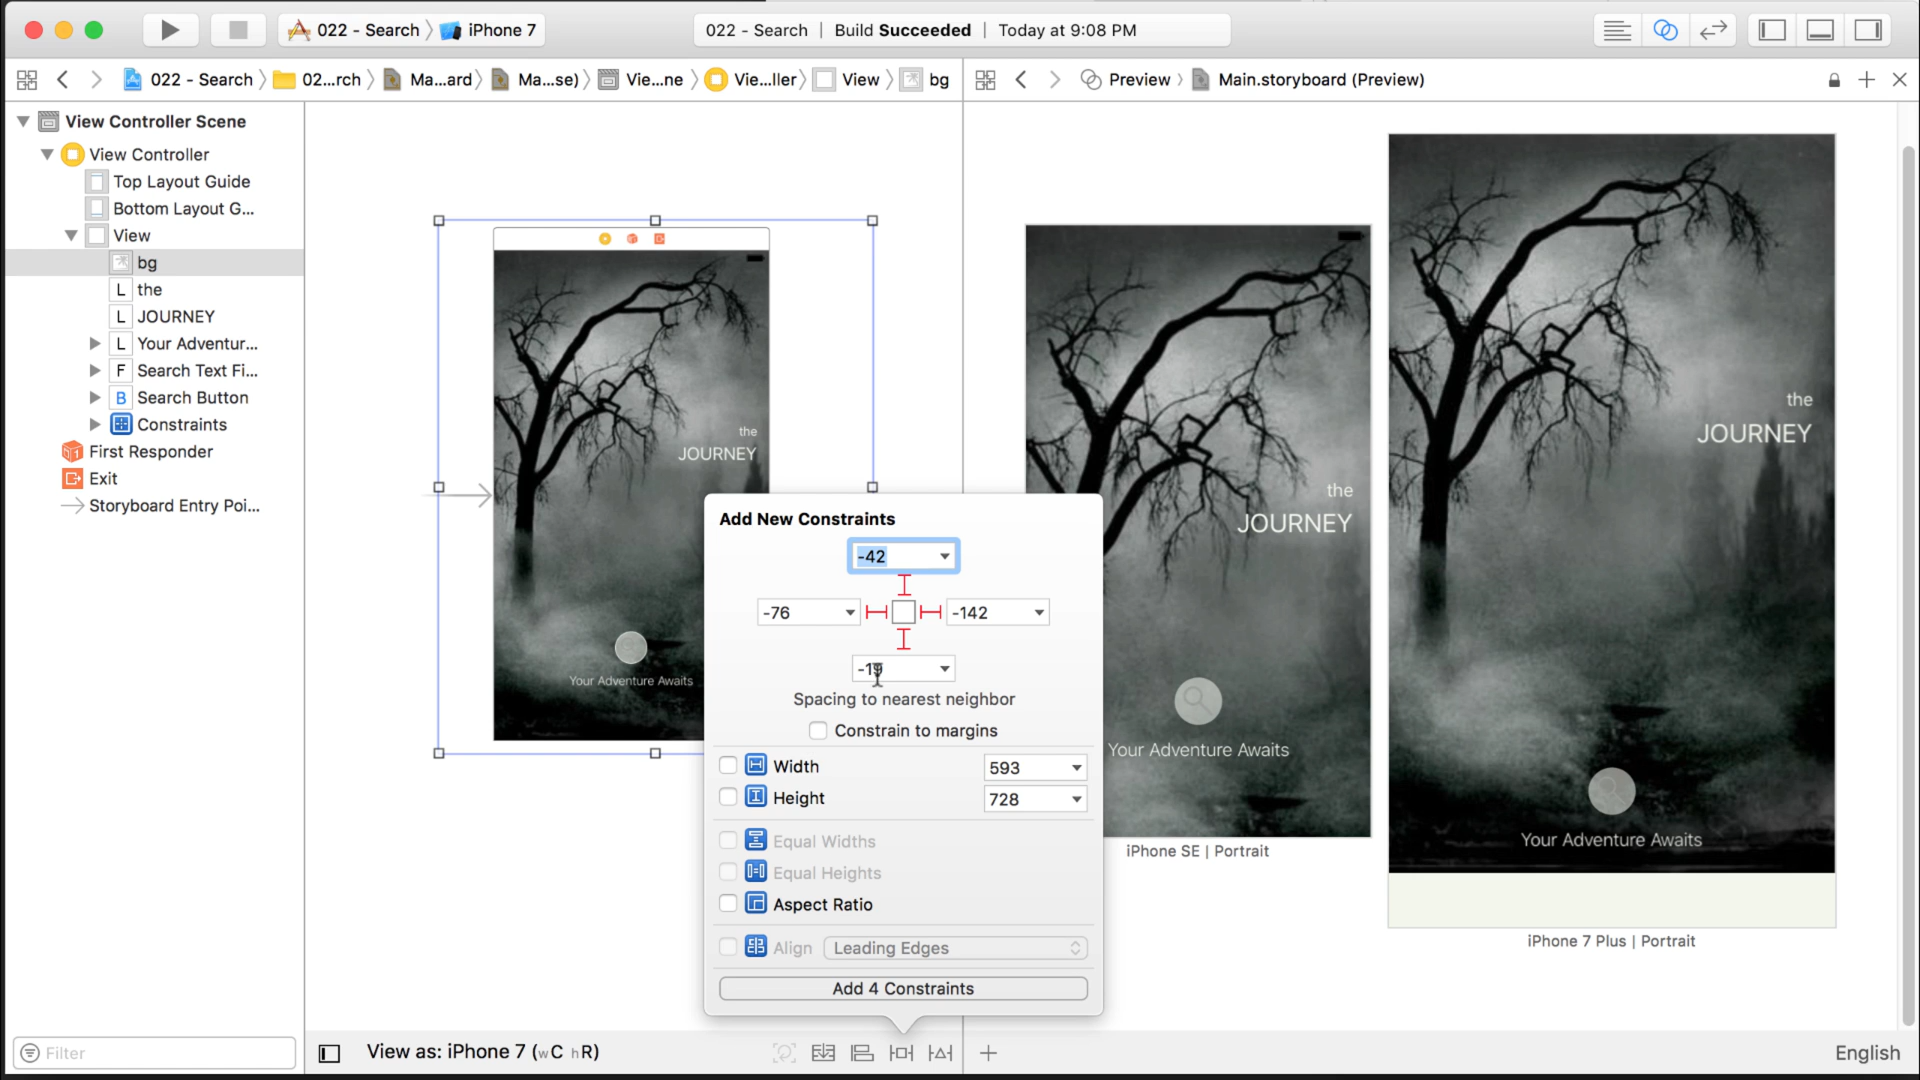 022 - Search
iPhone 7
022 - Search | Build Succeeded | Today at 9:08 PM
022 - Search
02...rch
Ma...ard
Ma...se)
Vie...ne
Vie...ller
View
bg
Preview
Main.storyboard (Preview)
View Controller Scene
View Controller
Top Layout Guide
Bottom Layout G...
View
bg
L the
L JOURNEY
L Your Adventur...
F Search Text Fi...
B Search Button
Constraints
First Responder
Exit
Storyboard Entry Poi...
Filter
the
JOURNEY
Your Adventure Awaits
Add New Constraints
-42
-76
-142
-19
Spacing to nearest neighbor
Constrain to margins
Width 593
Height 728
Equal Widths
Equal Heights
Aspect Ratio
Align Leading Edges
Add 4 Constraints
the
JOURNEY
Your Adventure Awaits
iPhone SE | Portrait
the
JOURNEY
Your Adventure Awaits
iPhone 7 Plus | Portrait
View as: iPhone 7 (wC hR)
English